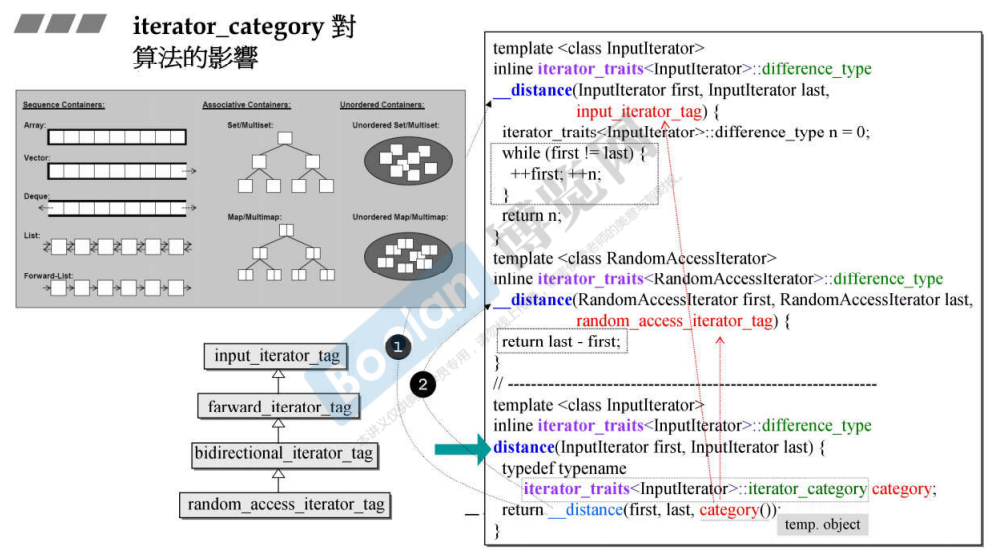 iterator_category 對
算法的影響
Sequence Containers:
Array:
Vector:
Deque:
List:
Forward-List:
Associative Containers:
Set/Multiset:
Map/Multimap:
Unordered Containers:
Unordered Set/Multiset:
Unordered Map/Multimap:
input_iterator_tag
farward_iterator_tag
bidirectional_iterator_tag
random_access_iterator_tag
1
2
template <class InputIterator>
inline iterator_traits<InputIterator>::difference_type
__distance(InputIterator first, InputIterator last,
input_iterator_tag) {
iterator_traits<InputIterator>::difference_type n = 0;
while (first != last) {
++first; ++n;
}
return n;
}
template <class RandomAccessIterator>
inline iterator_traits<RandomAccessIterator>::difference_type
__distance(RandomAccessIterator first, RandomAccessIterator last,
random_access_iterator_tag) {
return last - first;
}
// ----------------------------------------------------------------
template <class InputIterator>
inline iterator_traits<InputIterator>::difference_type
distance(InputIterator first, InputIterator last) {
typedef typename
iterator_traits<InputIterator>::iterator_category category;
return __distance(first, last, category());
temp. object
}
Boolan 博览网